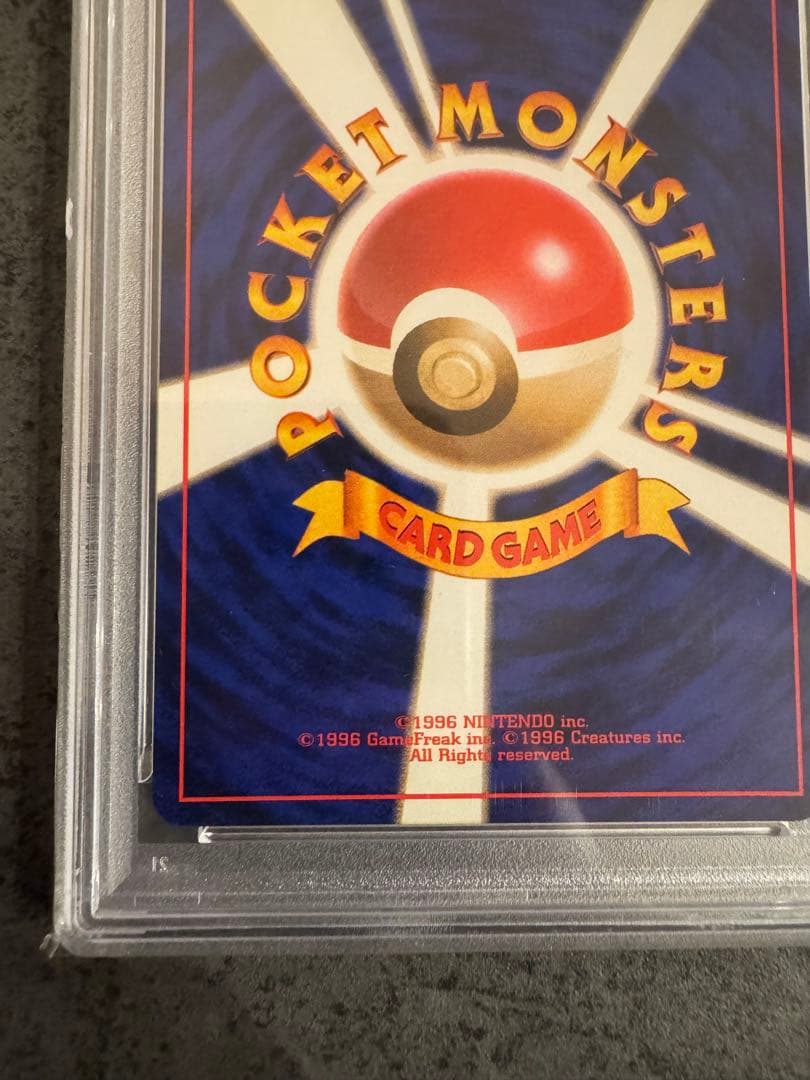 POCKET MONSTERS
CARD GAME
©1996 NINTENDO inc.
©1996 GameFreak inc. ©1996 Creatures inc.
All Rights reserved.